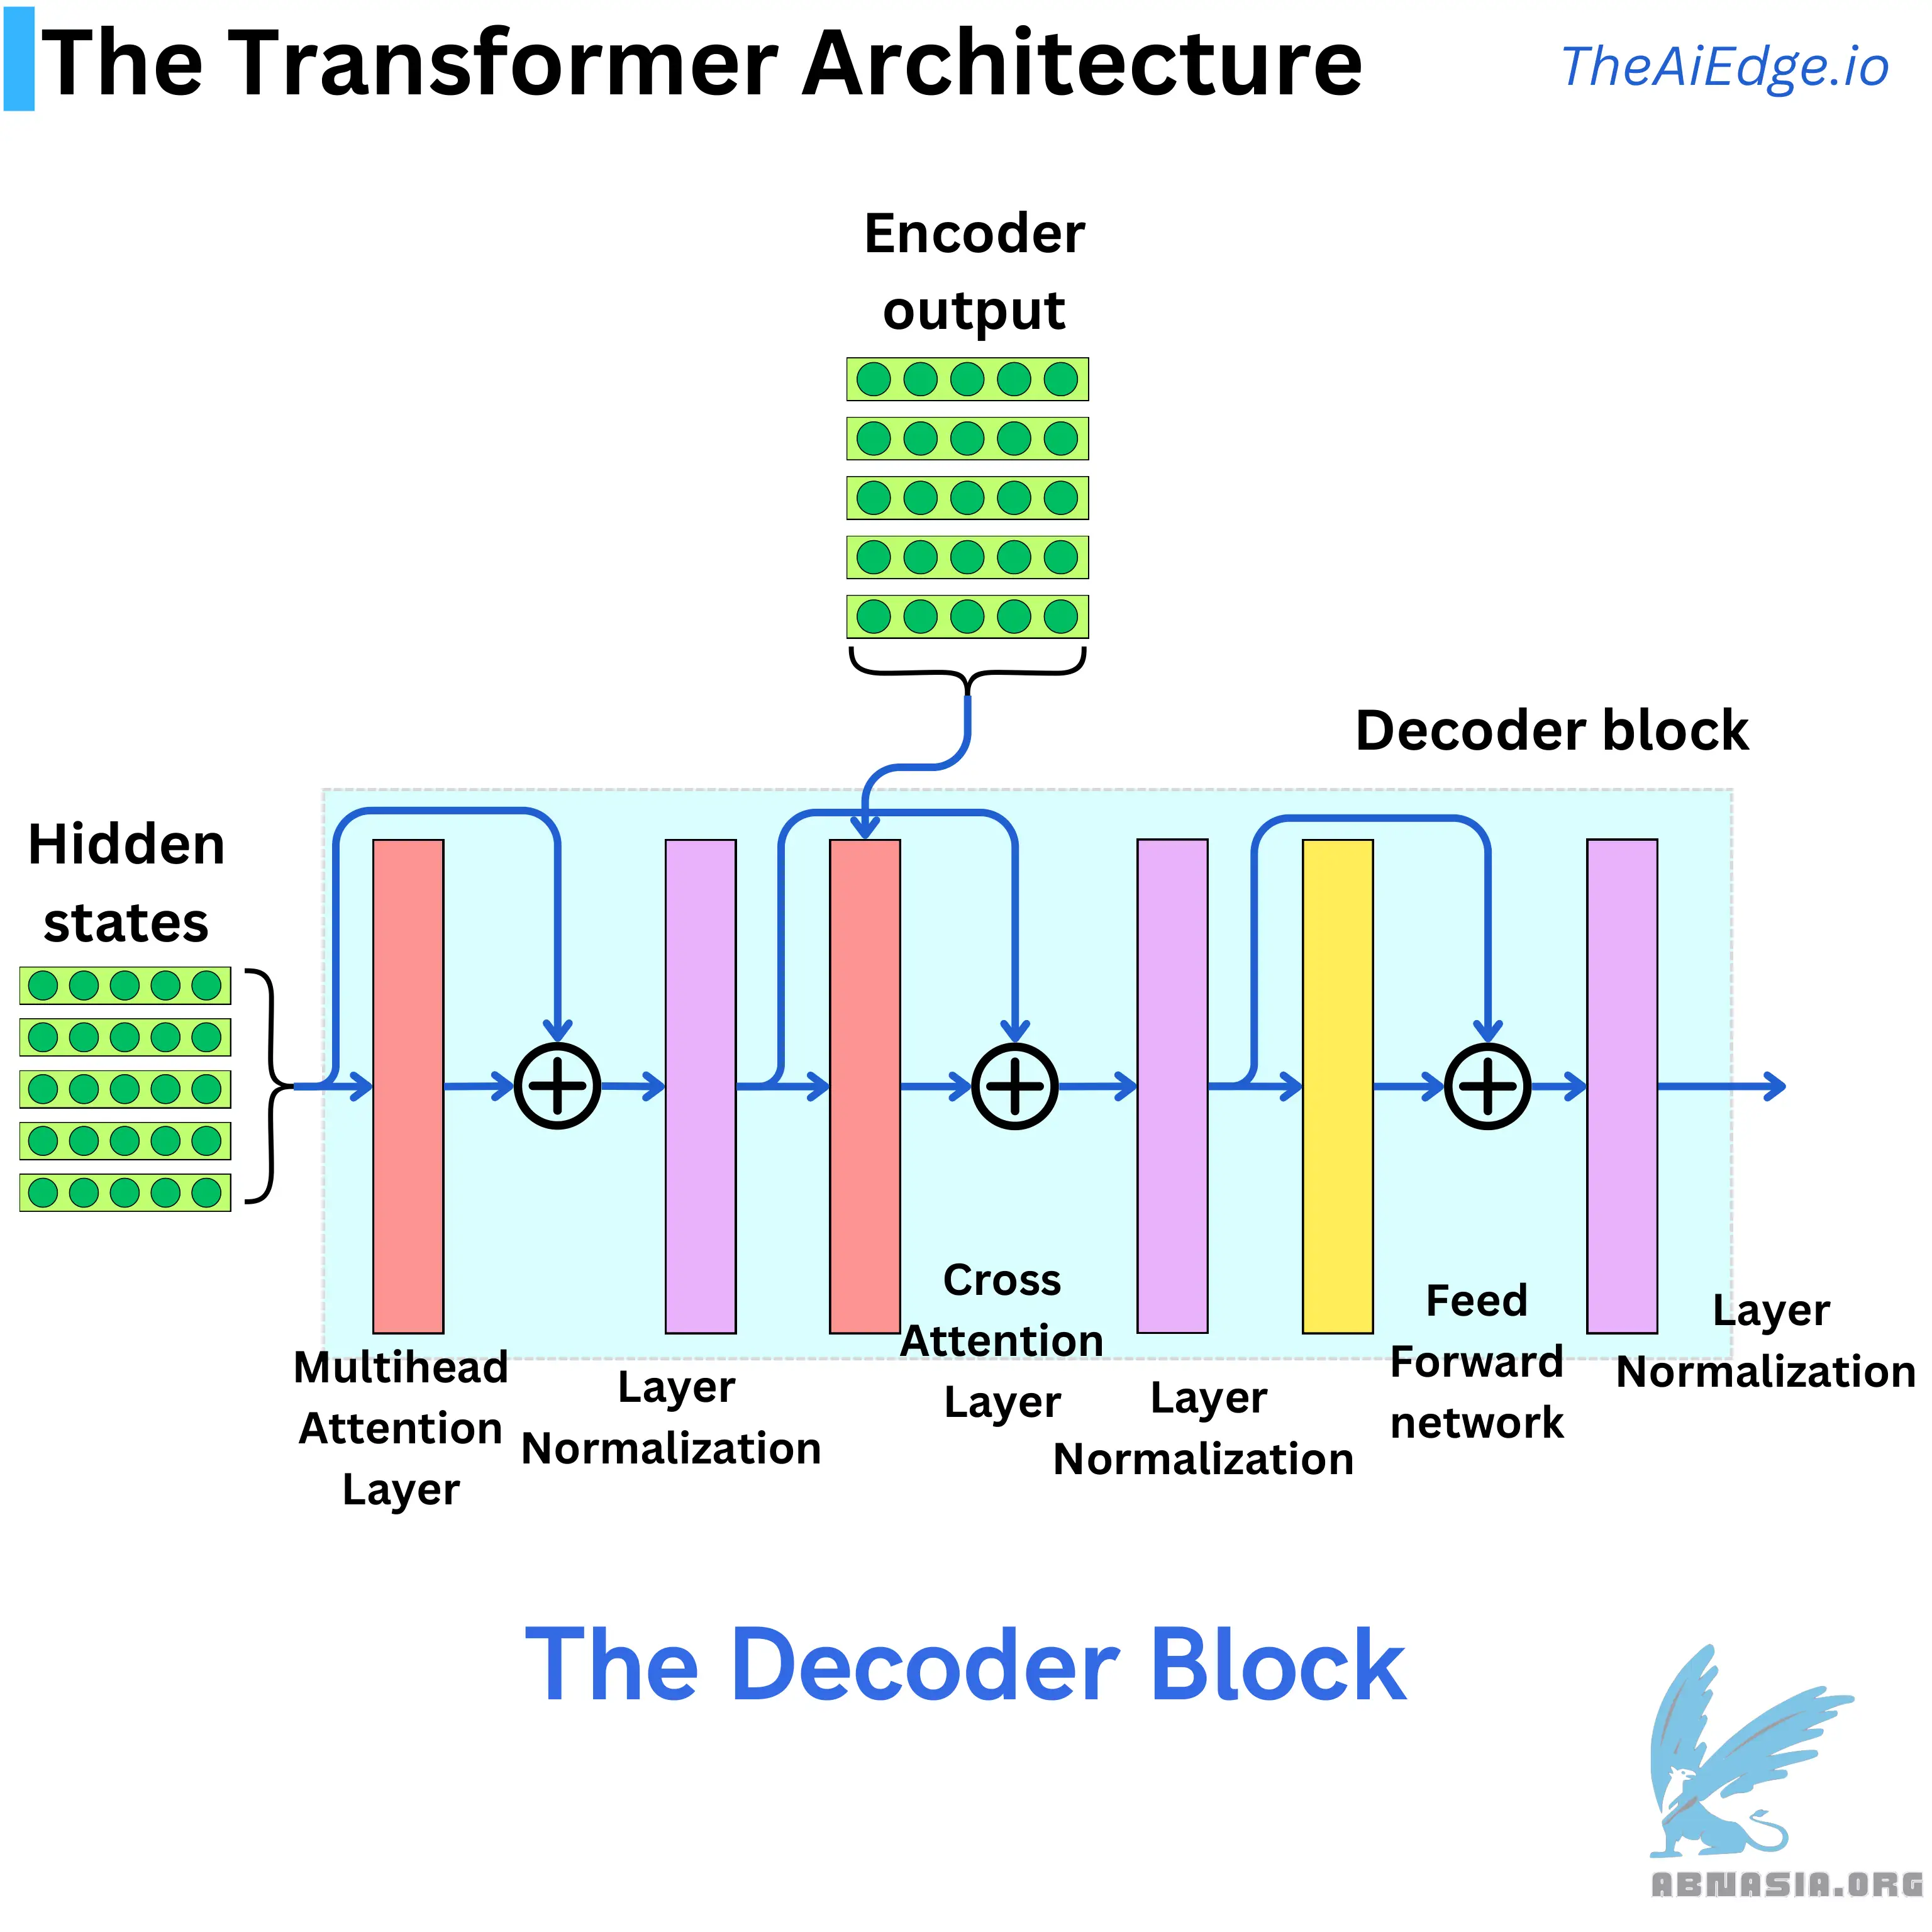 The Transformer Architecture
TheAiEdge.io
Encoder
output
Decoder block
Hidden
states
Multihead
Attention
Layer
Layer
Normalization
Cross
Attention
Layer
Layer
Normalization
Feed
Forward
network
Layer
Normalization
The Decoder Block
ABNASIA.ORG